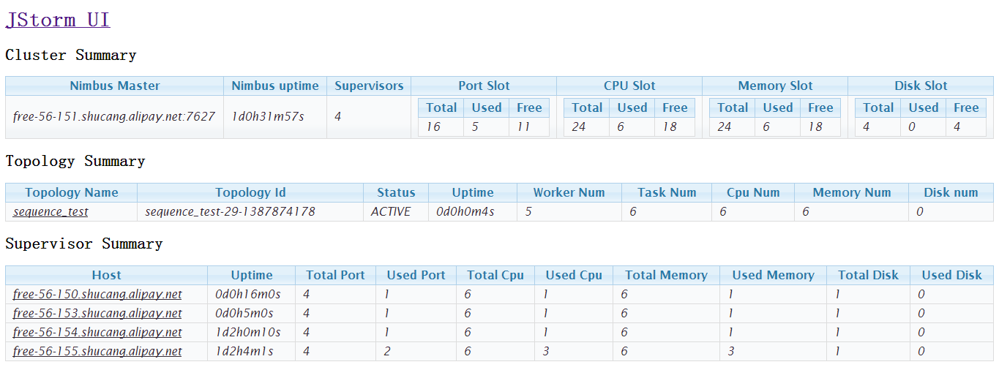 JStorm UI
Cluster Summary
Nimbus Master Nimbus uptime Supervisors Port Slot CPU Slot Memory Slot Disk Slot
Total Used Free Total Used Free Total Used Free Total Used Free
free-56-151.shucang.alipay.net:7627 1d0h31m57s 4 16 5 11 24 6 18 24 6 18 4 0 4
Topology Summary
Topology Name Topology Id Status Uptime Worker Num Task Num Cpu Num Memory Num Disk num
sequence_test sequence_test-29-1387874178 ACTIVE 0d0h0m4s 5 6 6 6 0
Supervisor Summary
Host Uptime Total Port Used Port Total Cpu Used Cpu Total Memory Used Memory Total Disk Used Disk
free-56-150.shucang.alipay.net 0d0h16m0s 4 1 6 1 6 1 1 0
free-56-153.shucang.alipay.net 0d0h5m0s 4 1 6 1 6 1 1 0
free-56-154.shucang.alipay.net 1d2h0m10s 4 1 6 1 6 1 1 0
free-56-155.shucang.alipay.net 1d2h4m1s 4 2 6 3 6 3 1 0